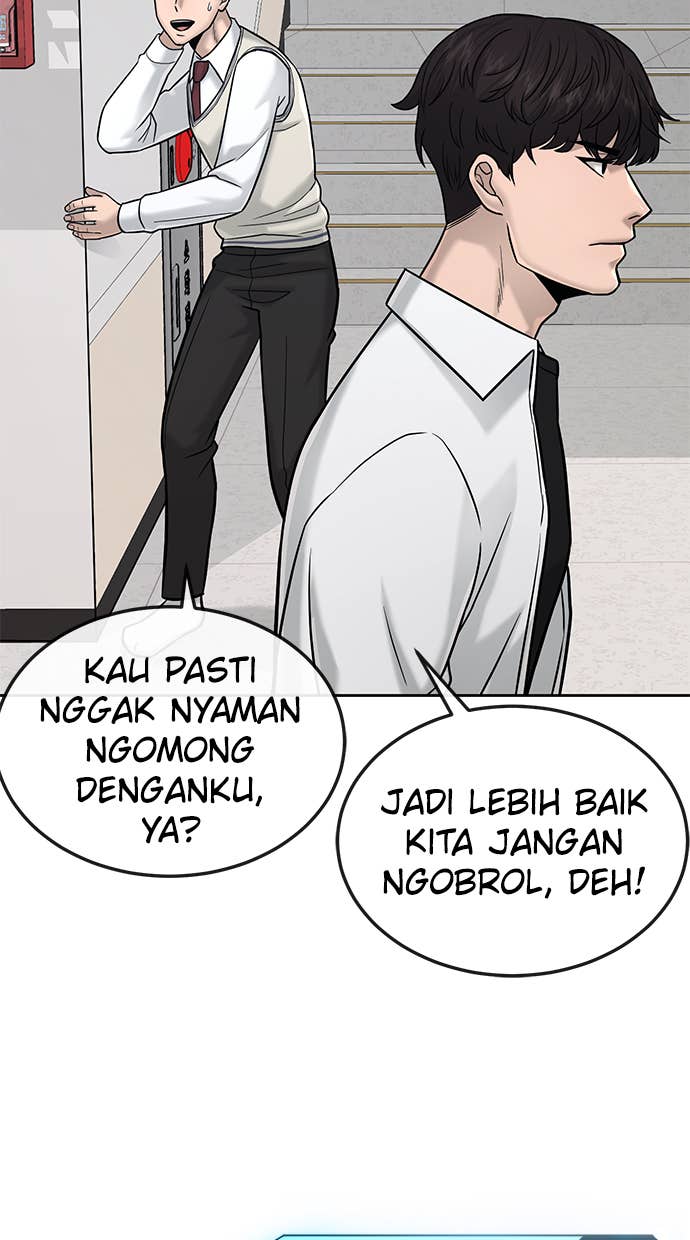 KAU PASTI
NGGAK NYAMAN
NGOMONG
DENGANKU,
YA?
JADI LEBIH BAIK
KITA JANGAN
NGOBROL, DEH!